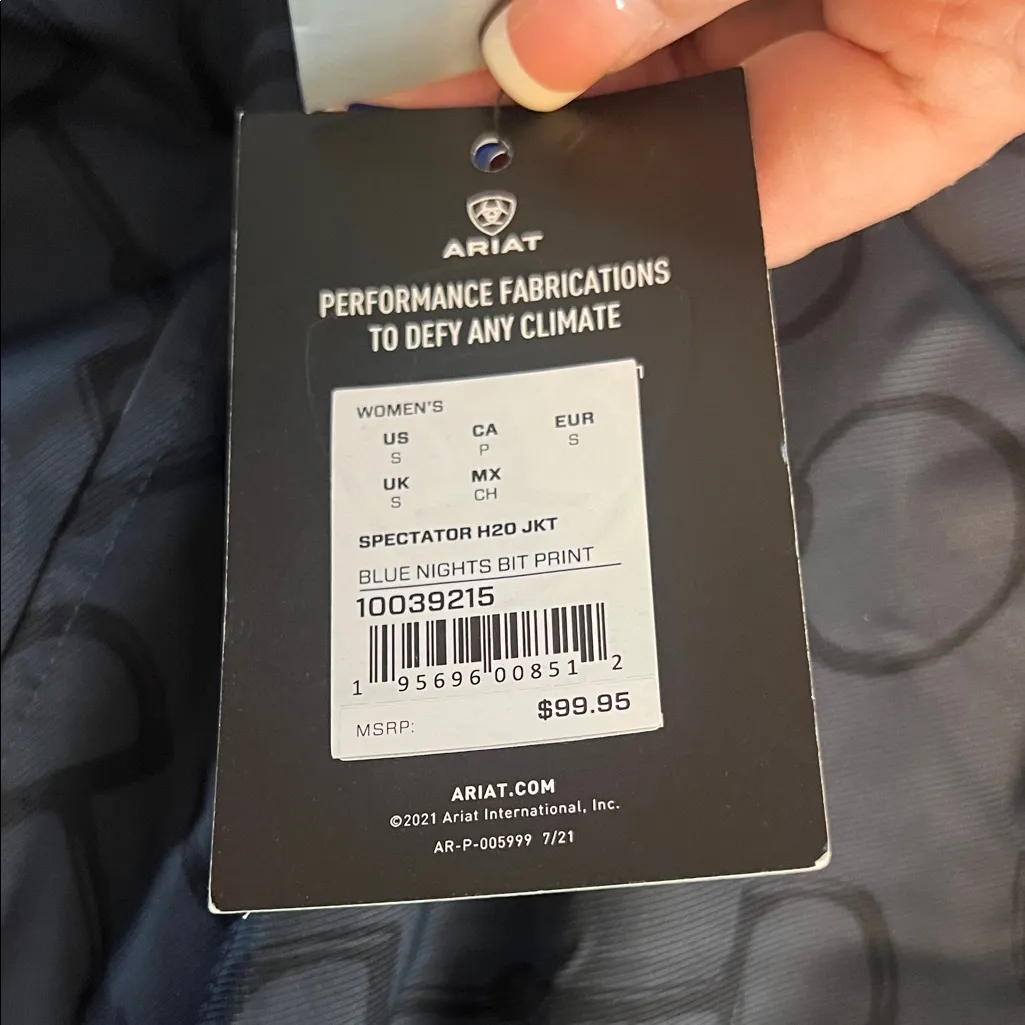 ARIAT
PERFORMANCE FABRICATIONS
TO DEFY ANY CLIMATE
WOMEN'S
US CA EUR
S P S
UK MX
S CH
SPECTATOR H20 JKT
BLUE NIGHTS BIT PRINT
10039215
1 95696 00851 2
MSRP: $99.95
ARIAT.COM
©2021 Ariat International, Inc.
AR-P-005999 7/21